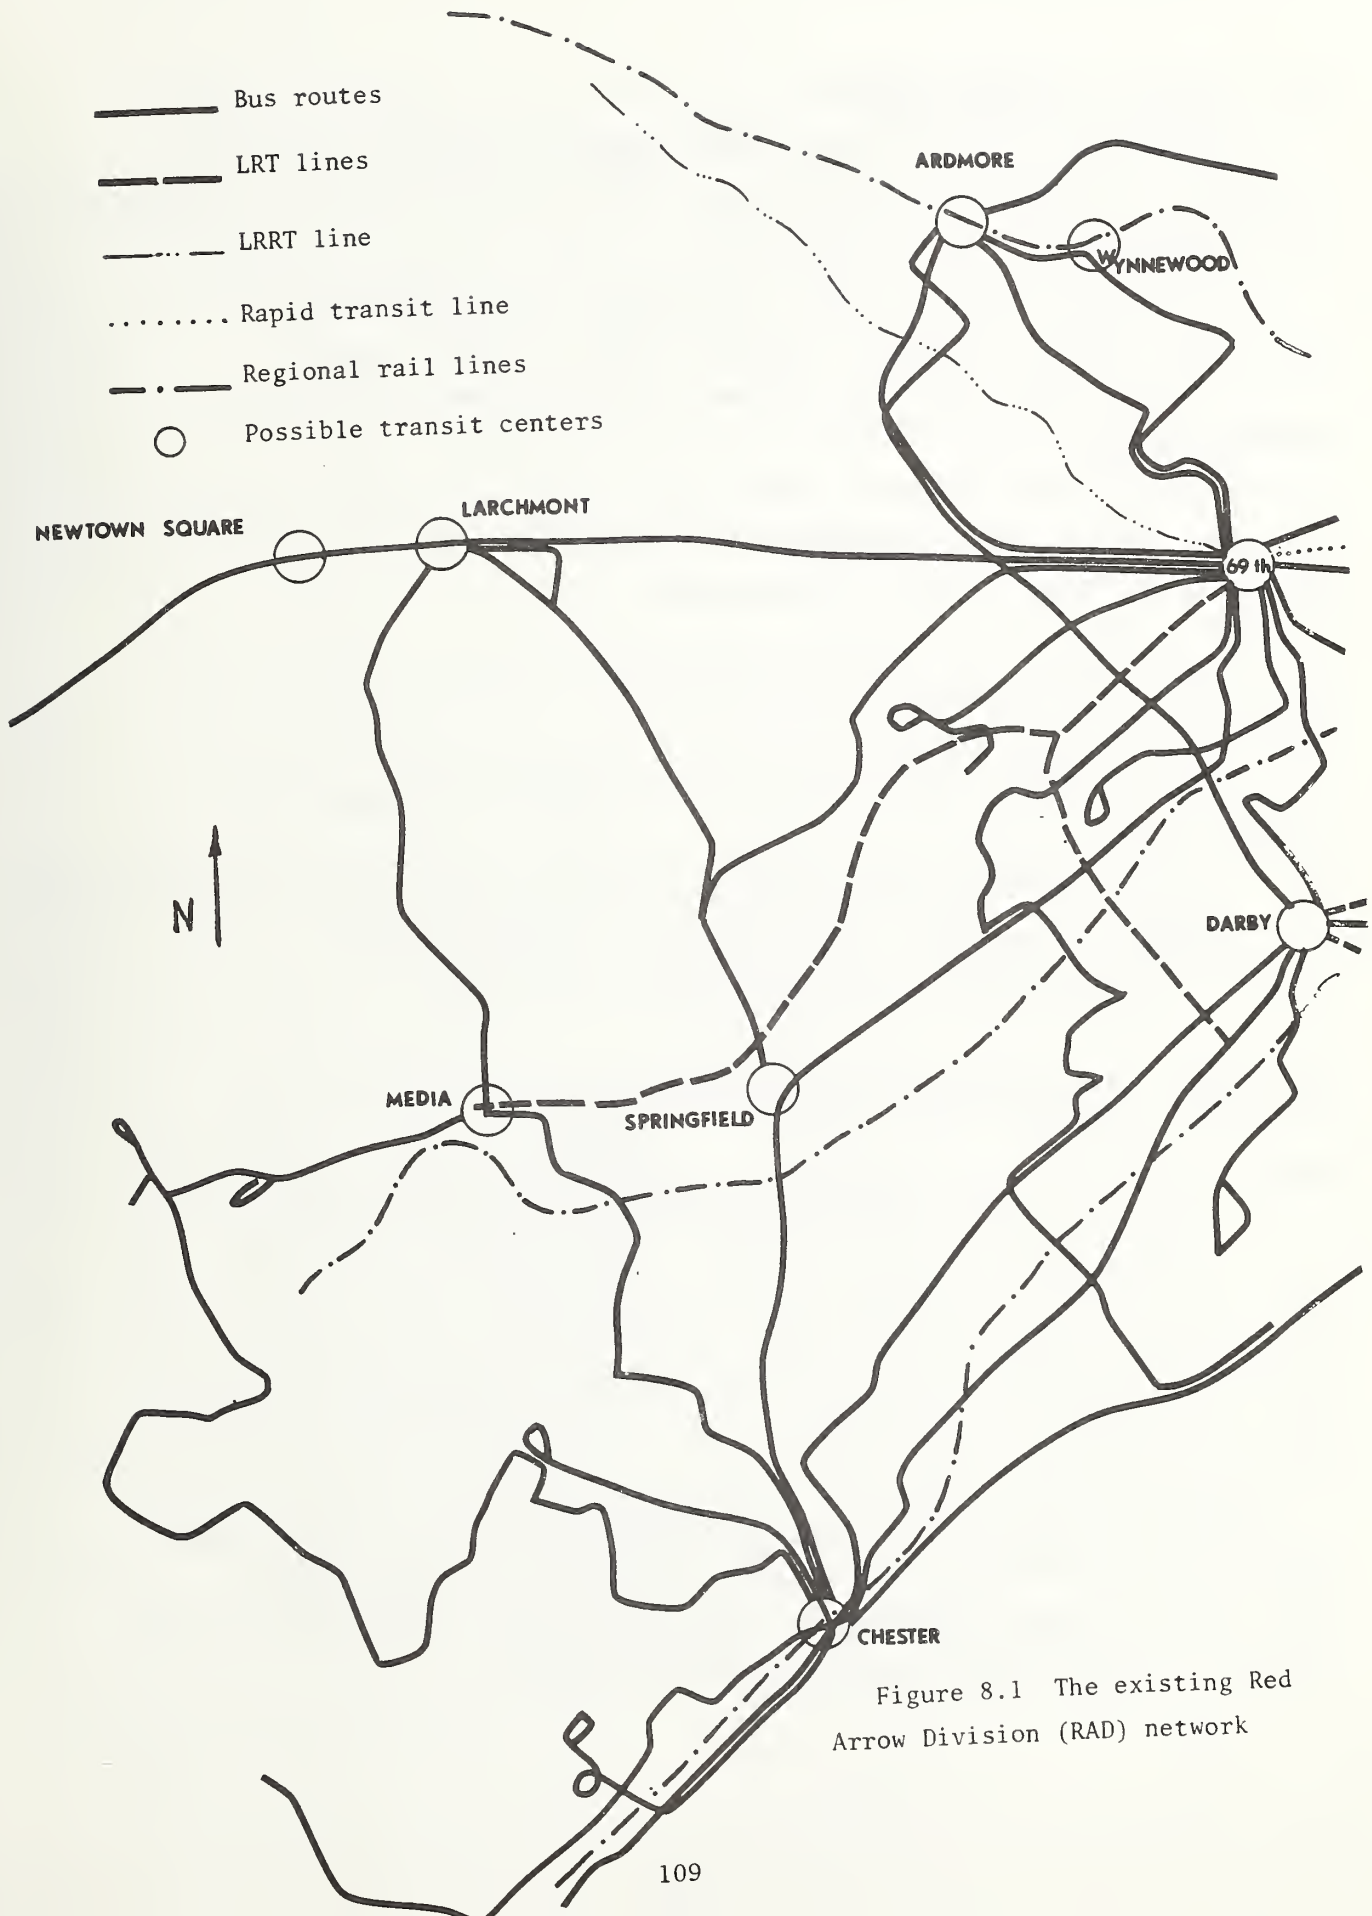 Bus routes
LRT lines
LRRT line
Rapid transit line
Regional rail lines
Possible transit centers
ARDMORE
WYNNEWOOD
NEWTOWN SQUARE
LARCHMONT
69 th
N
DARBY
MEDIA
SPRINGFIELD
CHESTER
Figure 8.1 The existing Red
Arrow Division (RAD) network
109